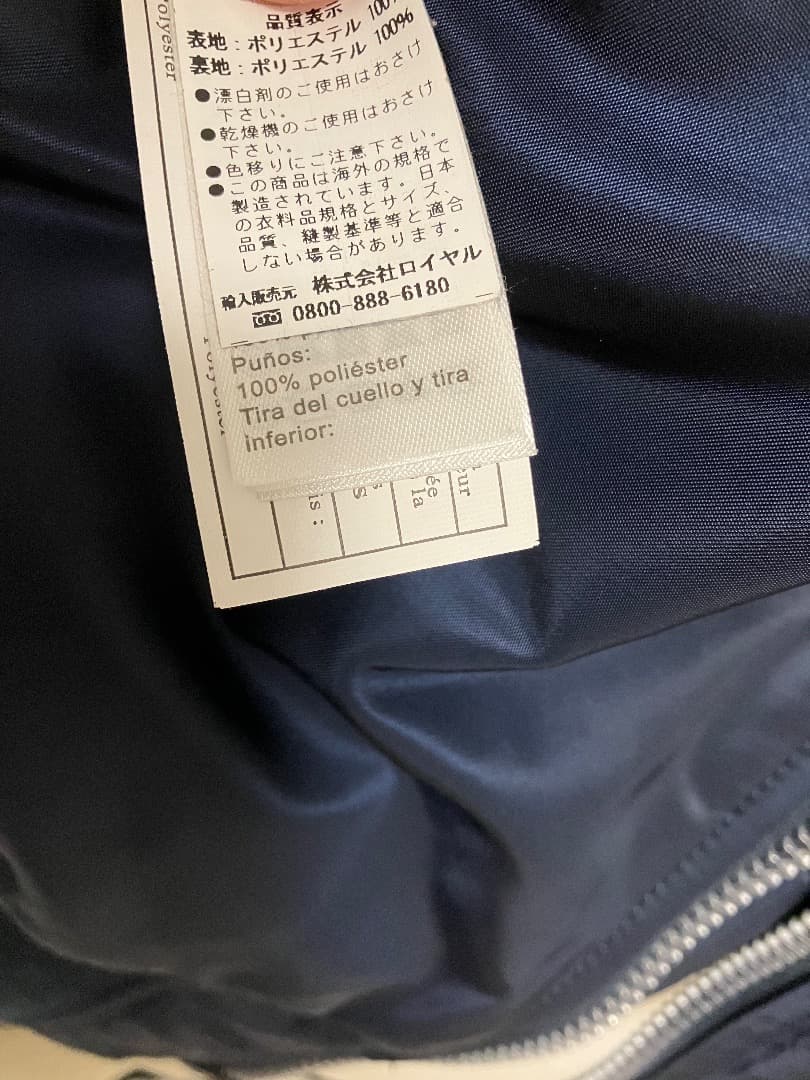 Polyester
品質表示
表地：ポリエステル 100%
裏地：ポリエステル 100%
●漂白剤のご使用はおさけ
下さい。
●乾燥機のご使用はおさけ
下さい。
●色移りにご注意下さい。
●この商品は海外の規格で
製造されています。日本
の衣料品規格とサイズ、
品質、縫製基準等と適合
しない場合があります。
輸入販売元 株式会社ロイヤル
0800-888-6180
Puños:
100% poliéster
Tira del cuello y tira
inferior: